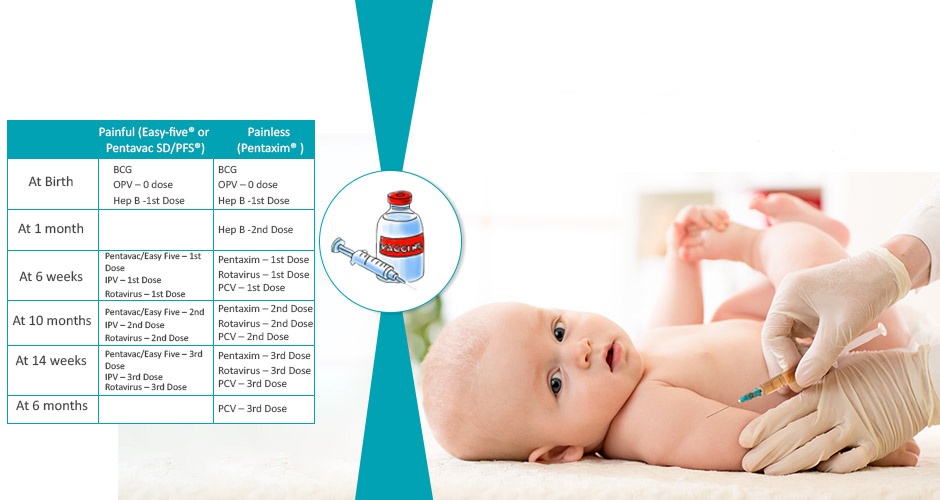 Painful (Easy-five® or
Pentavac SD/PFS®)
Painless
(Pentaxim® )
At Birth
BCG
OPV – 0 dose
Hep B -1st Dose
BCG
OPV – 0 dose
Hep B -1st Dose
At 1 month
Hep B -2nd Dose
At 6 weeks
Pentavac/Easy Five – 1st
Dose
IPV – 1st Dose
Rotavirus – 1st Dose
Pentaxim – 1st Dose
Rotavirus – 1st Dose
PCV – 1st Dose
At 10 months
Pentavac/Easy Five – 2nd
IPV – 2nd Dose
Rotavirus – 2nd Dose
Pentaxim – 2nd Dose
Rotavirus – 2nd Dose
PCV – 2nd Dose
At 14 weeks
Pentavac/Easy Five – 3rd
Dose
IPV – 3rd Dose
Rotavirus – 3rd Dose
Pentaxim – 3rd Dose
Rotavirus – 3rd Dose
PCV – 3rd Dose
At 6 months
PCV – 3rd Dose
VACCINE